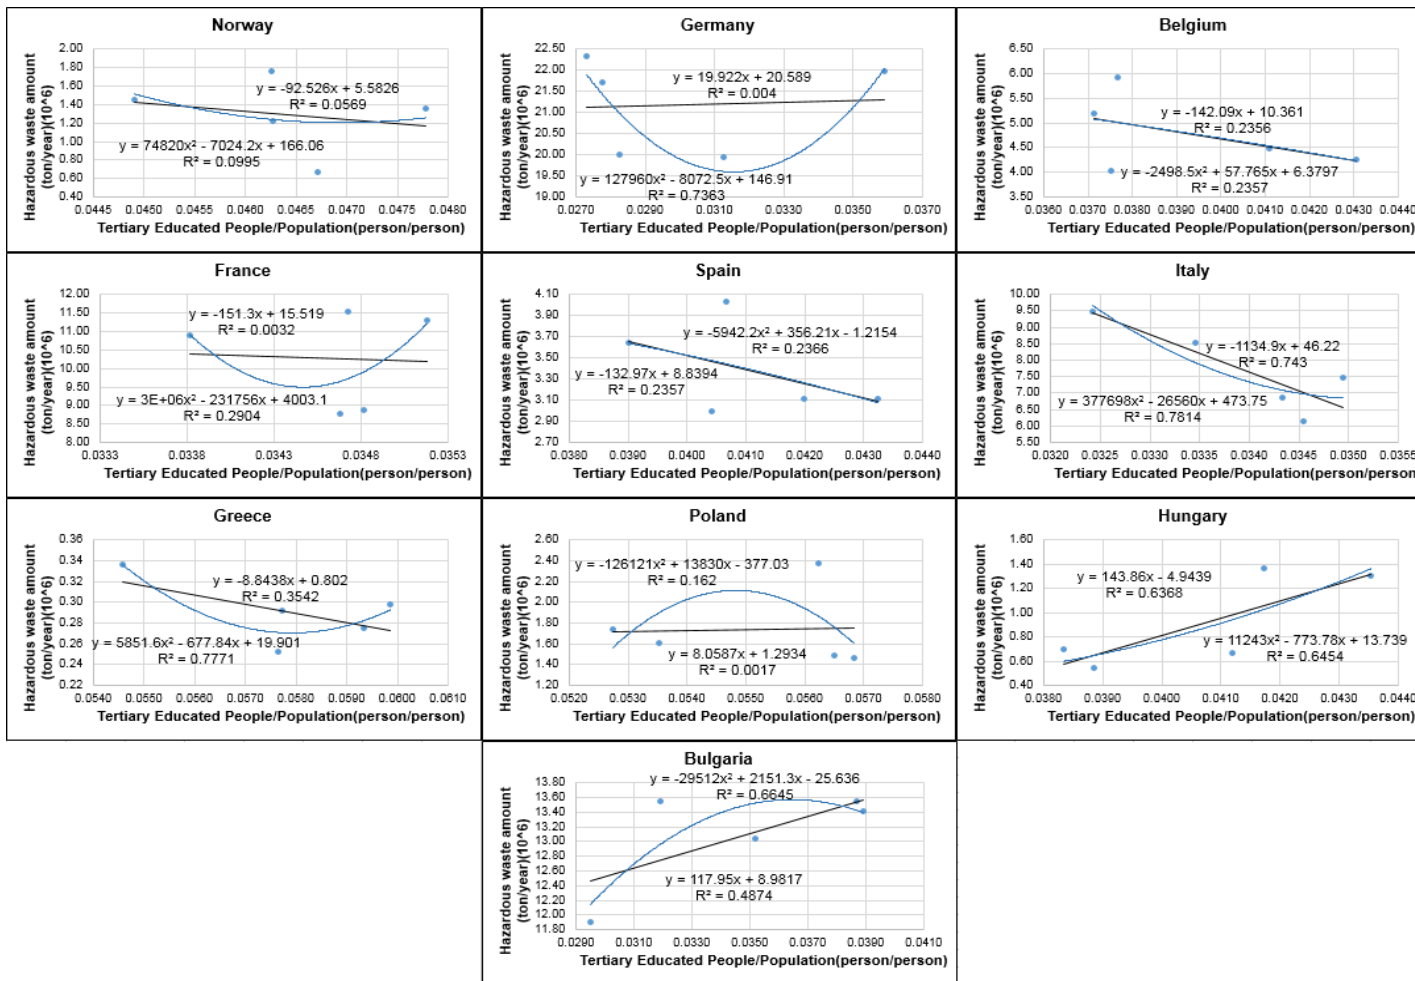 Norway
Hazardous waste amount
(ton/year)(10^6)
2.00
1.80
1.60
1.40
1.20
1.00
0.80
0.60
0.40
y = -92.526x + 5.5826
R² = 0.0569
y = 74820x² - 7024.2x + 166.06
R² = 0.0995
0.0445 0.0450 0.0455 0.0460 0.0465 0.0470 0.0475 0.0480
Tertiary Educated People/Population(person/person)
Germany
Hazardous waste amount
(ton/year)(10^6)
22.50
22.00
21.50
21.00
20.50
20.00
19.50
19.00
y = 19.922x + 20.589
R² = 0.004
y = 127960x² - 8072.5x + 146.91
R² = 0.7363
0.0270 0.0290 0.0310 0.0330 0.0350 0.0370
Tertiary Educated People/Population(person/person)
Belgium
Hazardous waste amount
(ton/year)(10^6)
6.50
6.00
5.50
5.00
4.50
4.00
3.50
y = -142.09x + 10.361
R² = 0.2356
y = -2498.5x² + 57.765x + 6.3797
R² = 0.2357
0.0360 0.0370 0.0380 0.0390 0.0400 0.0410 0.0420 0.0430 0.0440
Tertiary Educated People/Population(person/person)
France
Hazardous waste amount
(ton/year)(10^6)
12.00
11.50
11.00
10.50
10.00
9.50
9.00
8.50
8.00
y = -151.3x + 15.519
R² = 0.0032
y = 3E+06x² - 231756x + 4003.1
R² = 0.2904
0.0333 0.0338 0.0343 0.0348 0.0353
Tertiary Educated People/Population(person/person)
Spain
Hazardous waste amount
(ton/year)(10^6)
4.10
3.90
3.70
3.50
3.30
3.10
2.90
2.70
y = -5942.2x² + 356.21x - 1.2154
R² = 0.2366
y = -132.97x + 8.8394
R² = 0.2357
0.0380 0.0390 0.0400 0.0410 0.0420 0.0430 0.0440
Tertiary Educated People/Population(person/person)
Italy
Hazardous waste amount
(ton/year)(10^6)
10.00
9.50
9.00
8.50
8.00
7.50
7.00
6.50
6.00
5.50
y = -1134.9x + 46.22
R² = 0.743
y = 377698x² - 26560x + 473.75
R² = 0.7814
0.0320 0.0325 0.0330 0.0335 0.0340 0.0345 0.0350 0.0355
Tertiary Educated People/Population(person/person)
Greece
Hazardous waste amount
(ton/year)(10^6)
0.36
0.34
0.32
0.30
0.28
0.26
0.24
0.22
y = -8.8438x + 0.802
R² = 0.3542
y = 5851.6x² - 677.84x + 19.901
R² = 0.7771
0.0540 0.0550 0.0560 0.0570 0.0580 0.0590 0.0600 0.0610
Tertiary Educated People/Population(person/person)
Poland
Hazardous waste amount
(ton/year)(10^6)
2.60
2.40
2.20
2.00
1.80
1.60
1.40
1.20
y = -126121x² + 13830x - 377.03
R² = 0.162
y = 8.0587x + 1.2934
R² = 0.0017
0.0520 0.0530 0.0540 0.0550 0.0560 0.0570 0.0580
Tertiary Educated People/Population(person/person)
Hungary
Hazardous waste amount
(ton/year)(10^6)
1.60
1.40
1.20
1.00
0.80
0.60
0.40
y = 143.86x - 4.9439
R² = 0.6368
y = 11243x² - 773.78x + 13.739
R² = 0.6454
0.0380 0.0390 0.0400 0.0410 0.0420 0.0430 0.0440
Tertiary Educated People/Population(person/person)
Bulgaria
Hazardous waste amount
(ton/year)(10^6)
13.80
13.60
13.40
13.20
13.00
12.80
12.60
12.40
12.20
12.00
11.80
y = -29512x² + 2151.3x - 25.636
R² = 0.6645
y = 117.95x + 8.9817
R² = 0.4874
0.0290 0.0310 0.0330 0.0350 0.0370 0.0390 0.0410
Tertiary Educated People/Population(person/person)